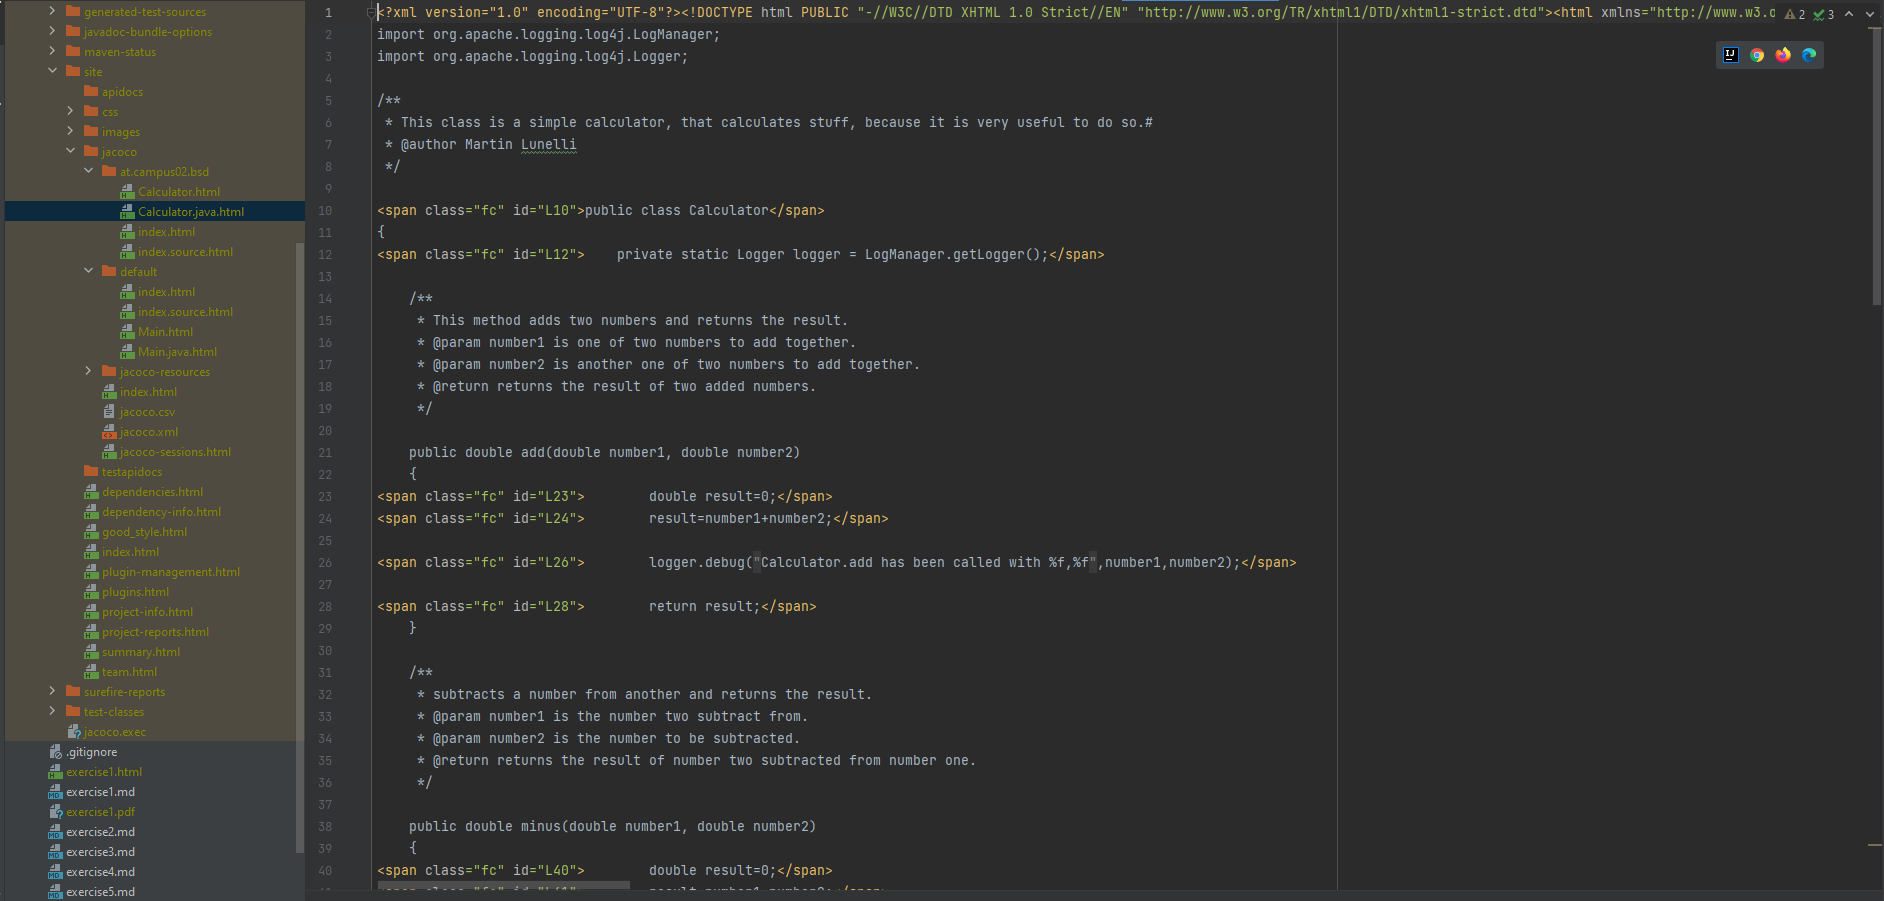 generated-test-sources
javadoc-bundle-options
maven-status
site
apidocs
css
images
jacoco
at.campus02.bsd
Calculator.html
Calculator.java.html
index.html
index.source.html
default
index.html
index.source.html
Main.html
Main.java.html
jacoco-resources
index.html
jacoco.csv
jacoco.xml
jacoco-sessions.html
testapidocs
dependencies.html
dependency-info.html
good_style.html
index.html
plugin-management.html
plugins.html
project-info.html
project-reports.html
summary.html
team.html
surefire-reports
test-classes
jacoco.exec
.gitignore
exercise1.html
exercise1.md
exercise1.pdf
exercise2.md
exercise3.md
exercise4.md
exercise5.md
1 <?xml version="1.0" encoding="UTF-8"?><!DOCTYPE html PUBLIC "-//W3C//DTD XHTML 1.0 Strict//EN" "http://www.w3.org/TR/xhtml1/DTD/xhtml1-strict.dtd"><html xmlns="http://www.w3.o 2 3
2 import org.apache.logging.log4j.LogManager;
3 import org.apache.logging.log4j.Logger;
4
5 /**
6 * This class is a simple calculator, that calculates stuff, because it is very useful to do so.#
7 * @author Martin Lunelli
8 */
9
10 <span class="fc" id="L10">public class Calculator</span>
11 {
12 <span class="fc" id="L12">    private static Logger logger = LogManager.getLogger();</span>
13
14 /**
15 * This method adds two numbers and returns the result.
16 * @param number1 is one of two numbers to add together.
17 * @param number2 is another one of two numbers to add together.
18 * @return returns the result of two added numbers.
19 */
20
21 public double add(double number1, double number2)
22 {
23 <span class="fc" id="L23">        double result=0;</span>
24 <span class="fc" id="L24">        result=number1+number2;</span>
25
26 <span class="fc" id="L26">        logger.debug("Calculator.add has been called with %f,%f",number1,number2);</span>
27
28 <span class="fc" id="L28">        return result;</span>
29 }
30
31 /**
32 * subtracts a number from another and returns the result.
33 * @param number1 is the number two subtract from.
34 * @param number2 is the number to be subtracted.
35 * @return returns the result of number two subtracted from number one.
36 */
37
38 public double minus(double number1, double number2)
39 {
40 <span class="fc" id="L40">        double result=0;</span>